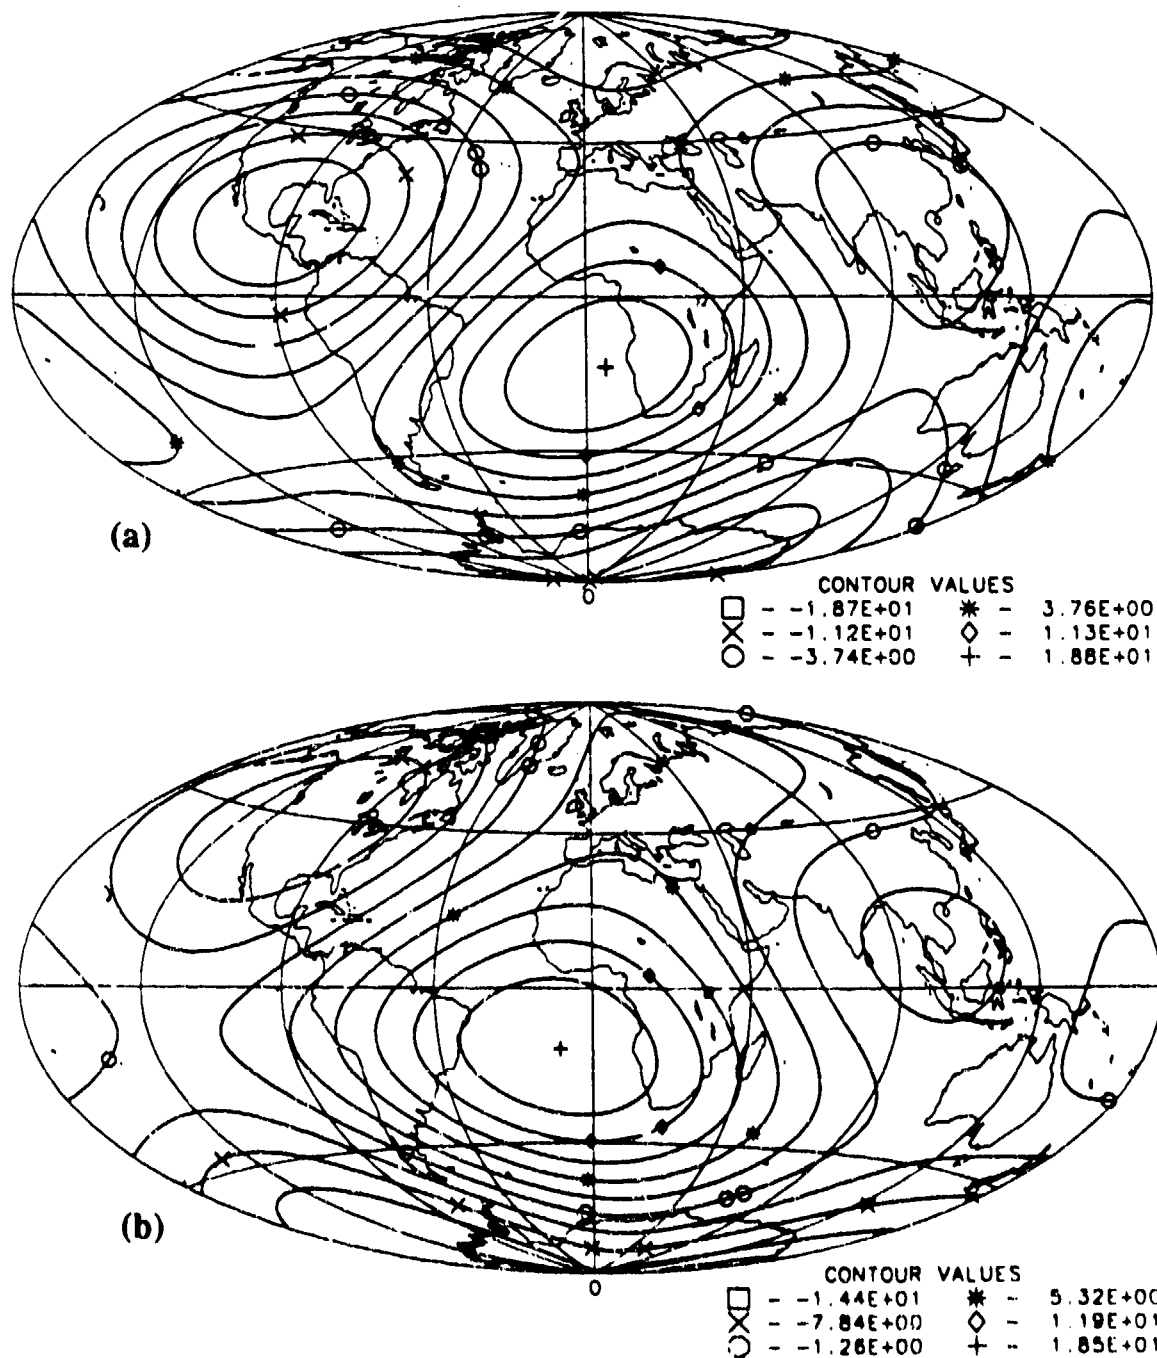 (a)
0
CONTOUR VALUES
□ - -1.87E+01 ✳ - 3.76E+00
× - -1.12E+01 ◇ - 1.13E+01
○ - -3.74E+00 + - 1.88E+01
(b)
0
CONTOUR VALUES
□ - -1.44E+01 ✳ - 5.32E+00
× - -7.84E+00 ◇ - 1.19E+01
○ - -1.26E+00 + - 1.85E+01